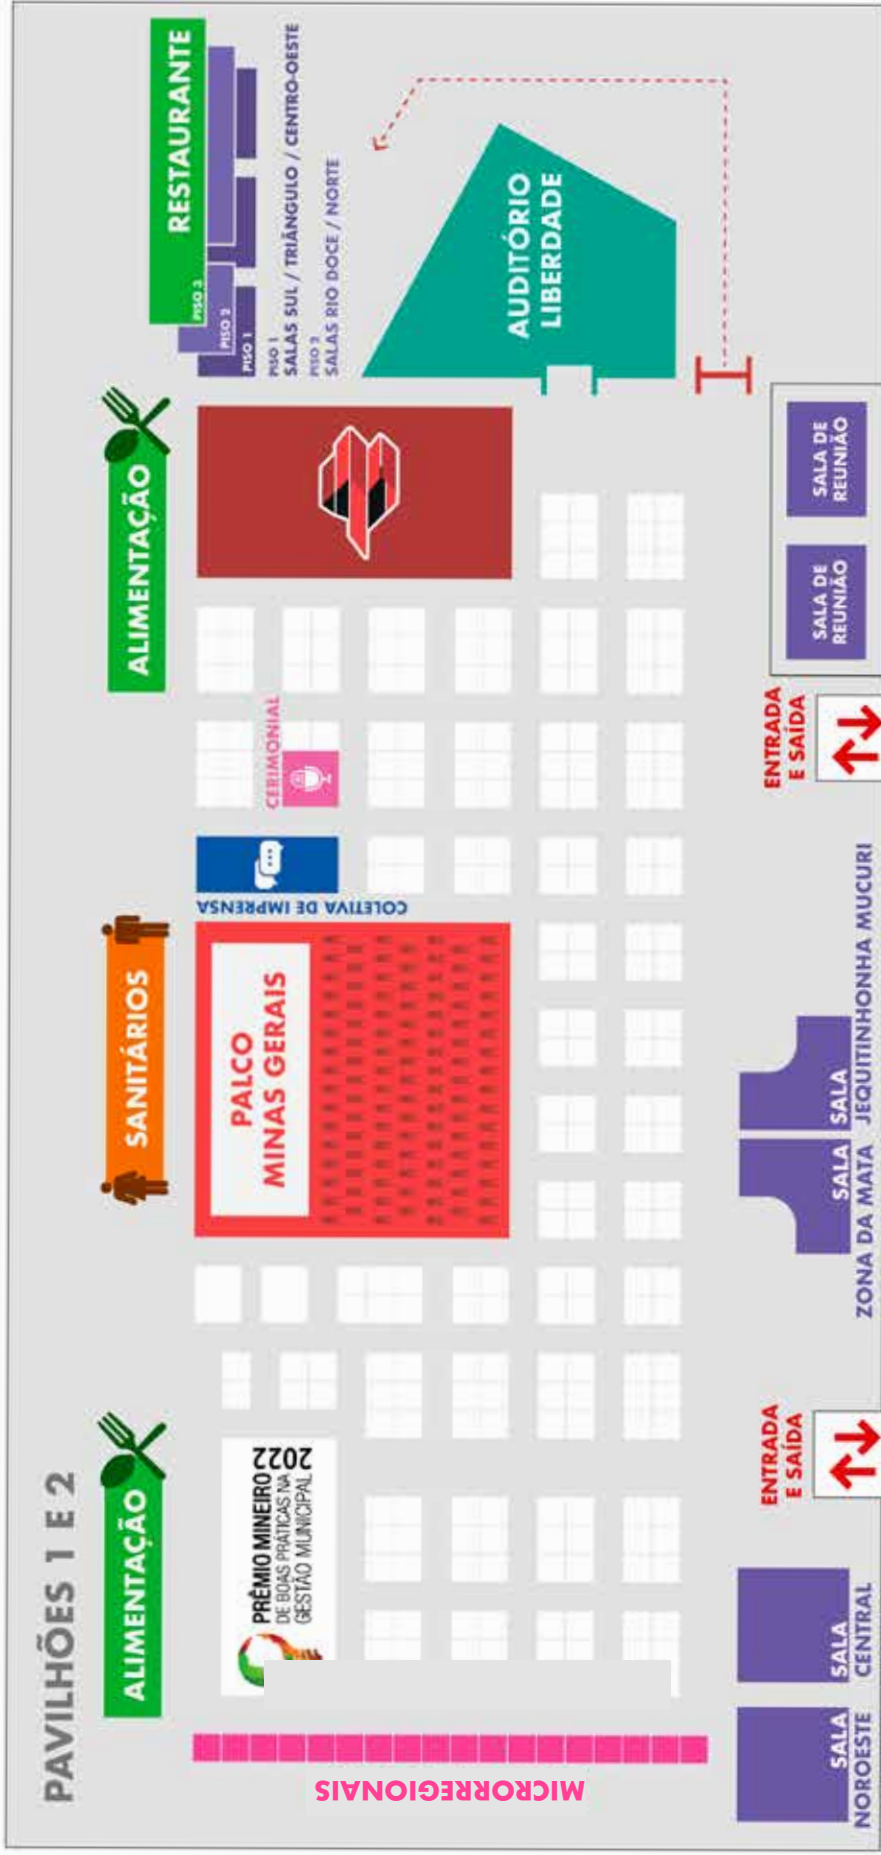 PAVILHÕES 1 E 2
ALIMENTAÇÃO
SANITÁRIOS
ALIMENTAÇÃO
RESTAURANTE
PISO 3
PISO 2
PISO 1
PISO 1
SALAS SUL / TRIÂNGULO / CENTRO-OESTE
PISO 2
SALAS RIO DOCE / NORTE
MICRORREGIONAIS
PRÊMIO MINEIRO
DE BOAS PRÁTICAS NA
GESTÃO MUNICIPAL
2022
PALCO
MINAS GERAIS
COLETIVA DE IMPRENSA
CERIMONIAL
AUDITÓRIO
LIBERDADE
SALA
NOROESTE
SALA
CENTRAL
ENTRADA
E SAÍDA
SALA
ZONA DA MATA
SALA
JEQUITINHONHA MUCURI
ENTRADA
E SAÍDA
SALA DE
REUNIÃO
SALA DE
REUNIÃO